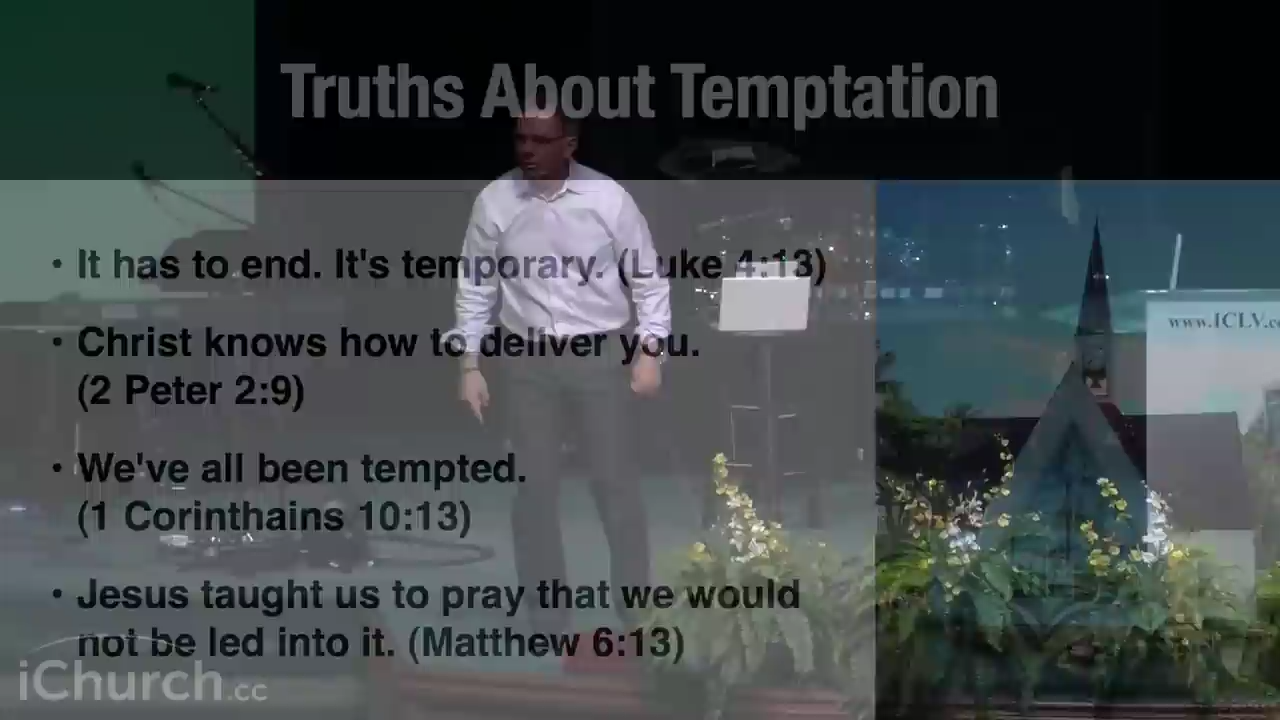 Truths About Temptation
• It has to end. It's temporary. (Luke 4:13)
• Christ knows how to deliver you.
(2 Peter 2:9)
• We've all been tempted.
(1 Corinthains 10:13)
• Jesus taught us to pray that we would
not be led into it. (Matthew 6:13)
www.ICLV.c
iChurch.cc